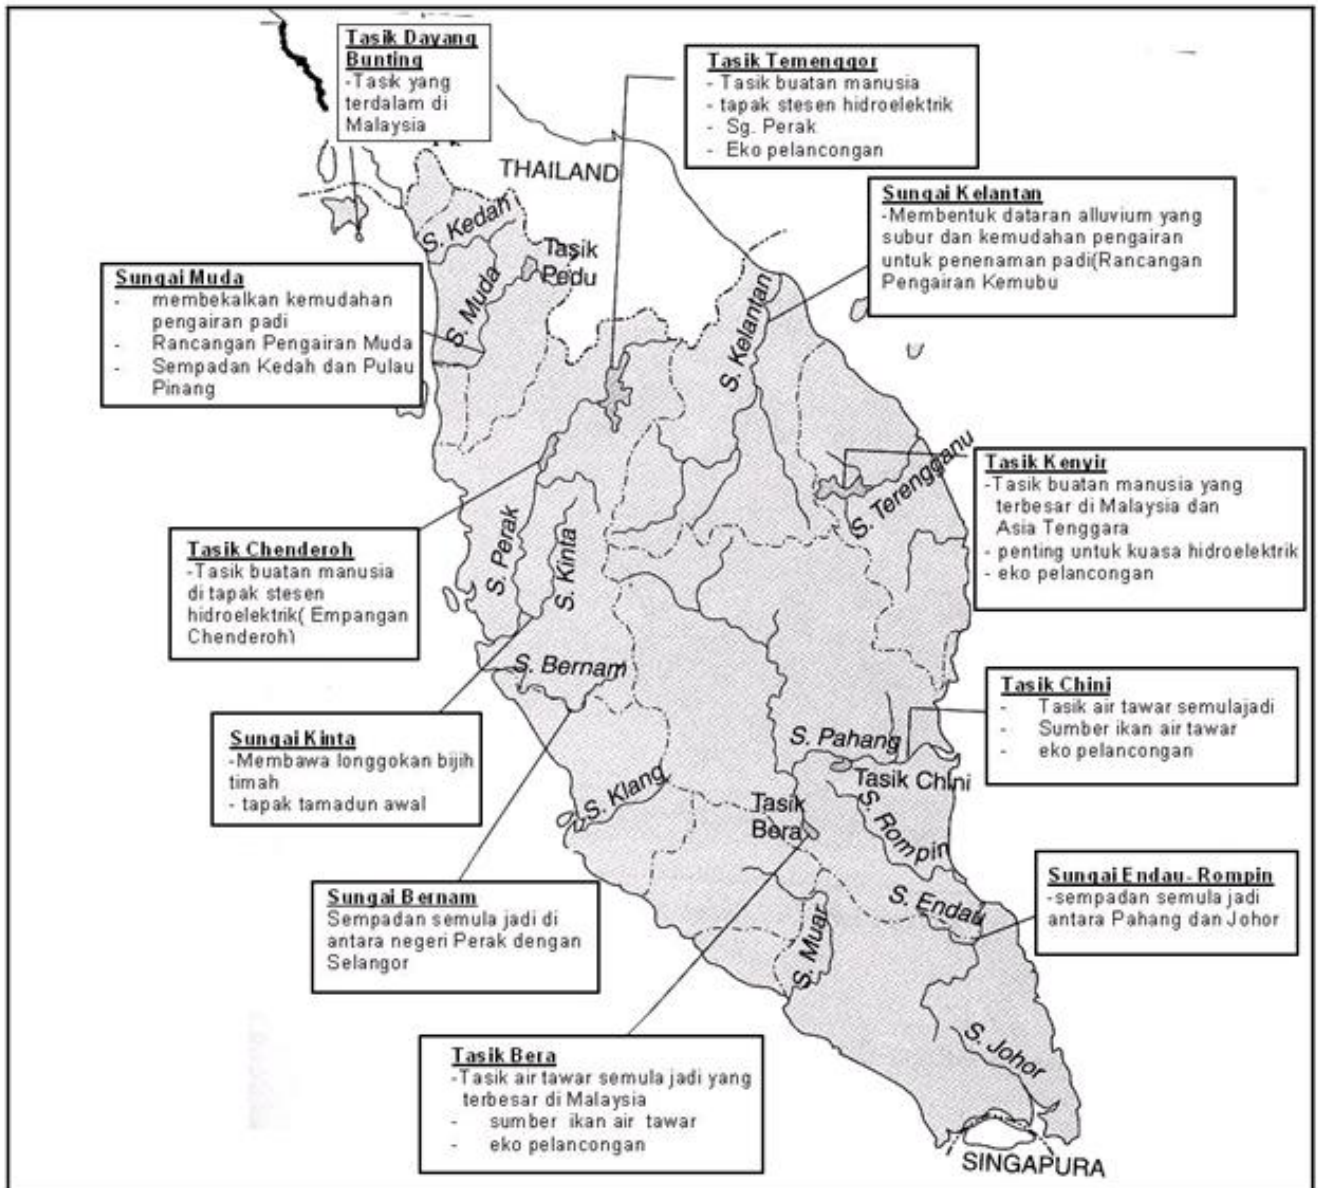 Tasik Dayang
Bunting
-Tasik yang
terdalam di
Malaysia
Tasik Temenggor
- Tasik buatan manusia
- tapak stesen hidroelektrik
- Sg. Perak
- Eko pelancongan
THAILAND
Sungai Kelantan
-Membentuk dataran alluvium yang
subur dan kemudahan pengairan
untuk penenaman padi(Rancangan
Pengairan Kemubu
S. Kedah
Tasik
Pedu
Sungai Muda
- membekalkan kemudahan
pengairan padi
- Rancangan Pengairan Muda
- Sempadan Kedah dan Pulau
Pinang
S. Muda
S. Kelantan
S. Terengganu
Tasik Kenyir
-Tasik buatan manusia yang
terbesar di Malaysia dan
Asia Tenggara
- penting untuk kuasa hidroelektrik
- eko pelancongan
Tasik Chenderoh
-Tasik buatan manusia
di tapak stesen
hidroelektrik( Empangan
Chenderoh)
S. Perak
S. Kinta
S. Bernam
Tasik Chini
- Tasik air tawar semulajadi
- Sumber ikan air tawar
- eko pelancongan
Sungai Kinta
-Membawa longgokan bijih
timah
- tapak tamadun awal
S. Pahang
Tasik Chini
S. Klang
Tasik
Bera
S. Rompin
Sungai Endau- Rompin
-sempadan semula jadi
antara Pahang dan Johor
S. Endau
Sungai Bernam
Sempadan semula jadi di
antara negeri Perak dengan
Selangor
S. Muar
S. Johor
Tasik Bera
-Tasik air tawar semula jadi yang
terbesar di Malaysia
- sumber ikan air tawar
- eko pelancongan
SINGAPURA